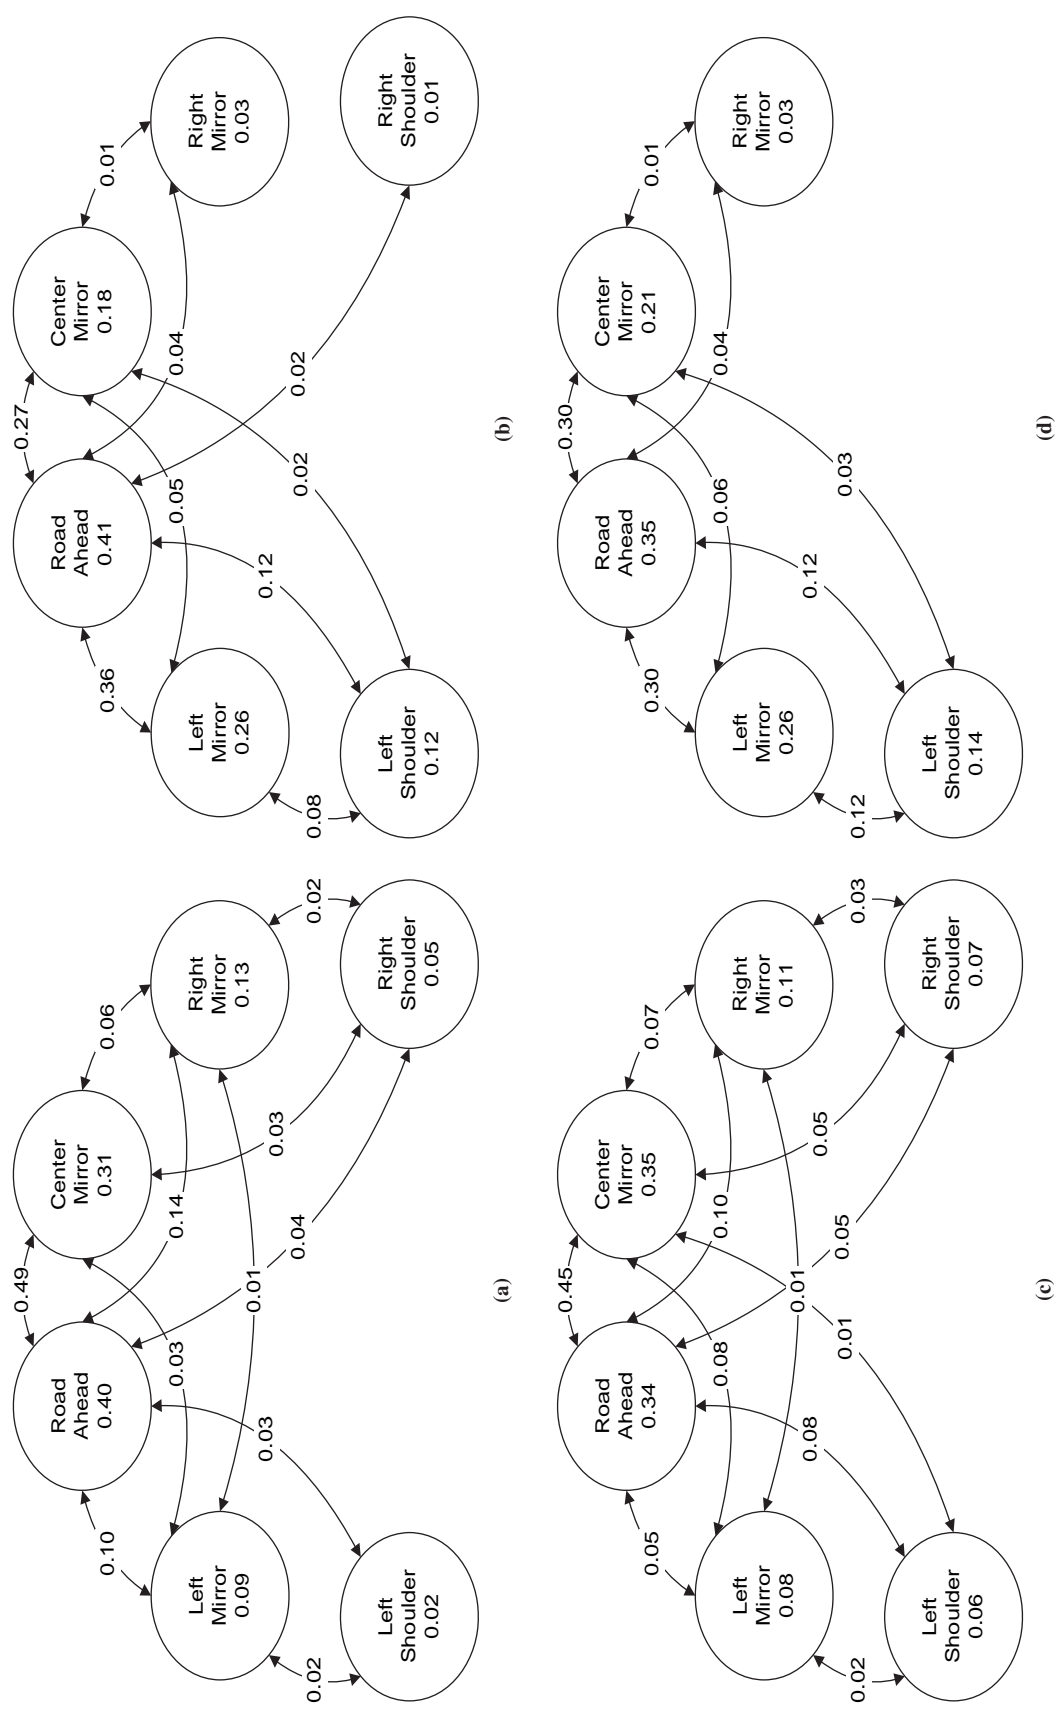 0.49
Road
Ahead
0.40
Center
Mirror
0.31
0.10
0.06
0.03
0.14
Left
Mirror
0.09
Right
Mirror
0.13
0.01
0.03
0.03
0.04
0.02
0.02
Left
Shoulder
0.02
Right
Shoulder
0.05
(a)
0.27
Road
Ahead
0.41
Center
Mirror
0.18
0.36
0.01
0.05
0.04
Left
Mirror
0.26
Right
Mirror
0.03
0.12
0.08
0.02
0.02
Left
Shoulder
0.12
Right
Shoulder
0.01
(b)
0.45
Road
Ahead
0.34
Center
Mirror
0.35
0.05
0.07
0.08
0.10
Left
Mirror
0.08
Right
Mirror
0.11
0.01
0.08
0.05
0.01
0.05
0.02
0.03
Left
Shoulder
0.06
Right
Shoulder
0.07
(c)
0.30
Road
Ahead
0.35
Center
Mirror
0.21
0.30
0.01
0.06
0.04
Left
Mirror
0.26
Right
Mirror
0.03
0.12
0.12
0.03
Left
Shoulder
0.14
(d)